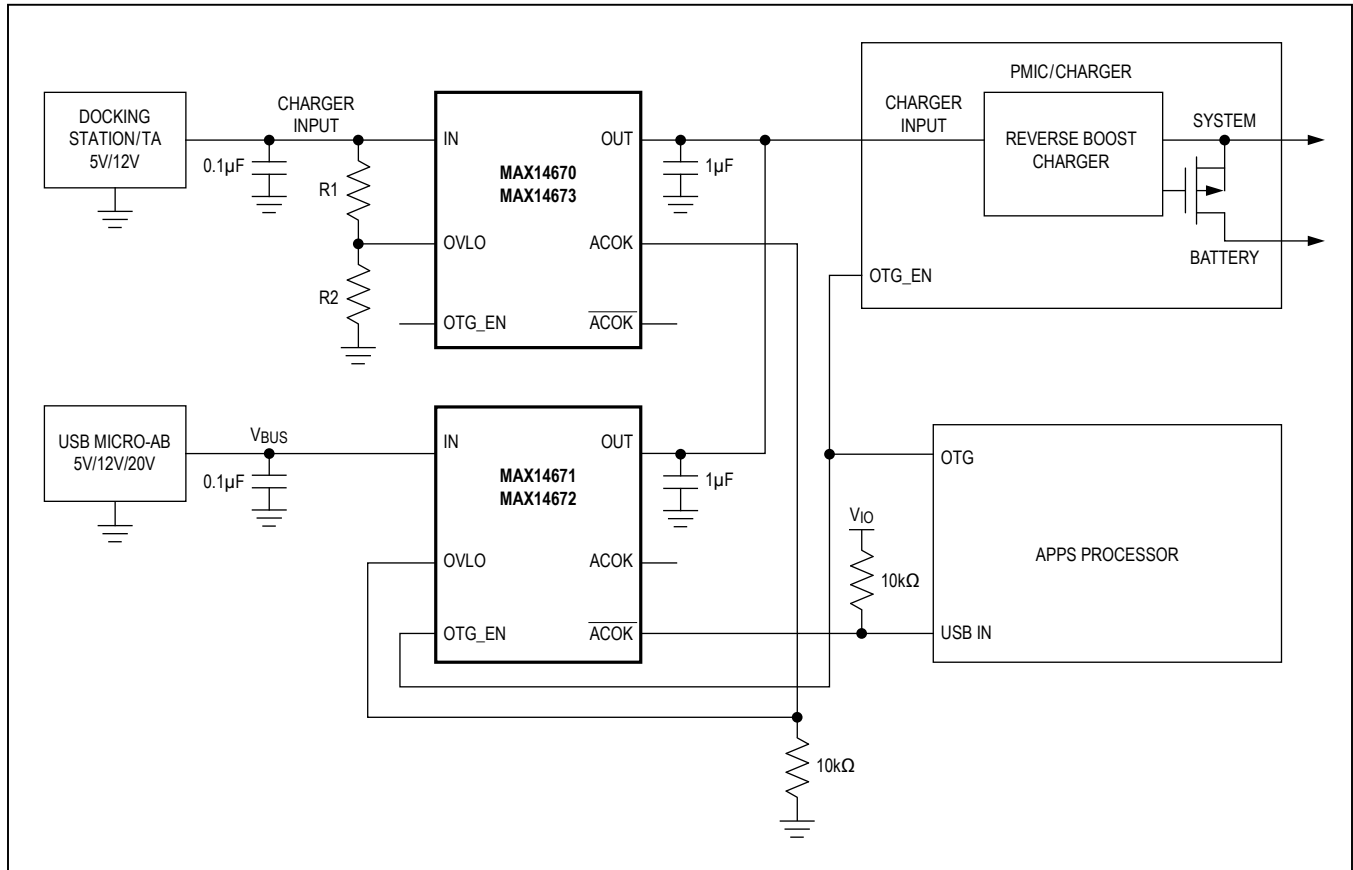 DOCKING
STATION/TA
5V/12V
CHARGER
INPUT
0.1µF
R1
R2
IN
OUT
MAX14670
MAX14673
OVLO
ACOK
OTG_EN
ACOK
1µF
PMIC/CHARGER
CHARGER
INPUT
REVERSE BOOST
CHARGER
SYSTEM
BATTERY
OTG_EN
USB MICRO-AB
5V/12V/20V
VBUS
0.1µF
IN
OUT
MAX14671
MAX14672
OVLO
ACOK
OTG_EN
ACOK
1µF
VIO
10kΩ
OTG
APPS PROCESSOR
USB IN
10kΩ